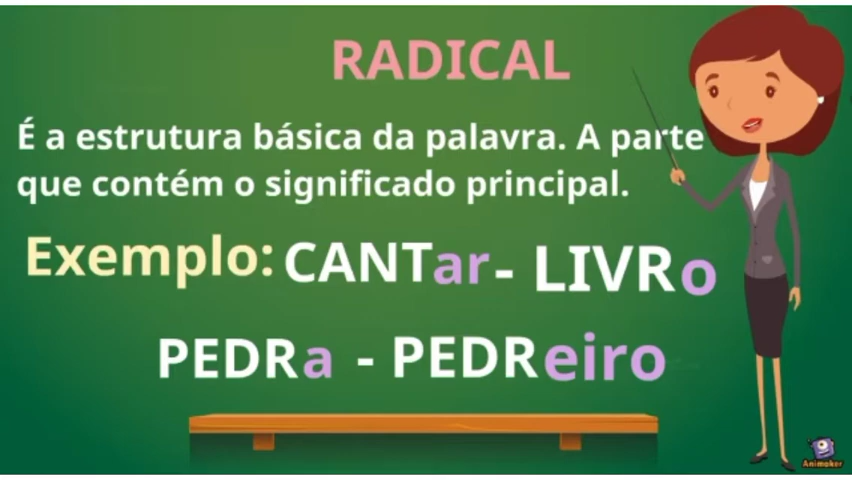 RADICAL
É a estrutura básica da palavra. A parte
que contém o significado principal.
Exemplo: CANTar - LIVRo
PEDRa - PEDReiro
Animaker